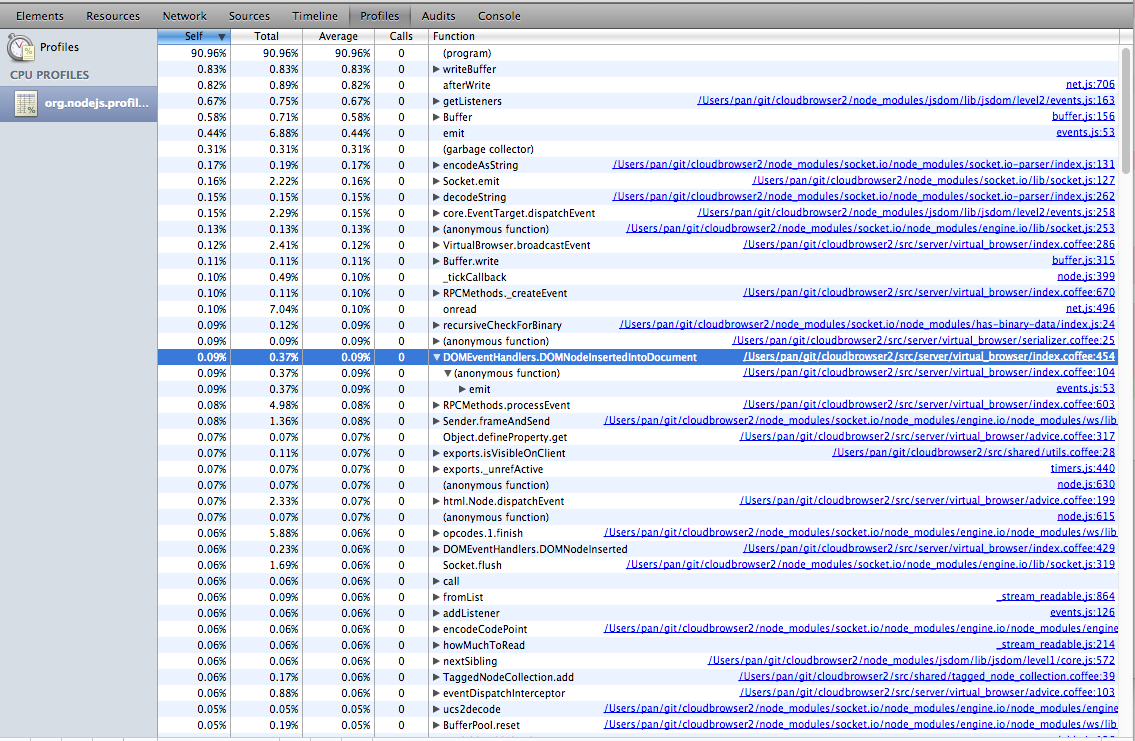 Elements Resources Network Sources Timeline Profiles Audits Console
Profiles
CPU PROFILES
org.nodejs.profil...
Self ▼ Total Average Calls Function
90.96% 90.96% 90.96% 0 (program)
0.83% 0.83% 0.83% 0 ▶ writeBuffer
0.82% 0.89% 0.82% 0 afterWrite net.js:706
0.67% 0.75% 0.67% 0 ▶ getListeners /Users/pan/git/cloudbrowser2/node_modules/jsdom/lib/jsdom/level2/events.js:163
0.58% 0.71% 0.58% 0 ▶ Buffer buffer.js:156
0.44% 6.88% 0.44% 0 emit events.js:53
0.31% 0.31% 0.31% 0 (garbage collector)
0.17% 0.19% 0.17% 0 ▶ encodeAsString /Users/pan/git/cloudbrowser2/node_modules/socket.io/node_modules/socket.io-parser/index.js:131
0.16% 2.22% 0.16% 0 ▶ Socket.emit /Users/pan/git/cloudbrowser2/node_modules/socket.io/lib/socket.js:127
0.15% 0.15% 0.15% 0 ▶ decodeString /Users/pan/git/cloudbrowser2/node_modules/socket.io/node_modules/socket.io-parser/index.js:262
0.15% 2.29% 0.15% 0 ▶ core.EventTarget.dispatchEvent /Users/pan/git/cloudbrowser2/node_modules/jsdom/lib/jsdom/level2/events.js:258
0.13% 0.13% 0.13% 0 ▶ (anonymous function) /Users/pan/git/cloudbrowser2/node_modules/socket.io/node_modules/engine.io/lib/socket.js:253
0.12% 2.41% 0.12% 0 ▶ VirtualBrowser.broadcastEvent /Users/pan/git/cloudbrowser2/src/server/virtual_browser/index.coffee:286
0.11% 0.11% 0.11% 0 ▶ Buffer.write buffer.js:315
0.10% 0.49% 0.10% 0 _tickCallback node.js:399
0.10% 0.11% 0.10% 0 ▶ RPCMethods._createEvent /Users/pan/git/cloudbrowser2/src/server/virtual_browser/index.coffee:670
0.10% 7.04% 0.10% 0 onread net.js:496
0.09% 0.12% 0.09% 0 ▶ recursiveCheckForBinary /Users/pan/git/cloudbrowser2/node_modules/socket.io/node_modules/has-binary-data/index.js:24
0.09% 0.09% 0.09% 0 ▶ (anonymous function) /Users/pan/git/cloudbrowser2/src/server/virtual_browser/serializer.coffee:25
0.09% 0.37% 0.09% 0 ▼ DOMEventHandlers.DOMNodeInsertedIntoDocument /Users/pan/git/cloudbrowser2/src/server/virtual_browser/index.coffee:454
0.09% 0.37% 0.09% 0 ▼ (anonymous function) /Users/pan/git/cloudbrowser2/src/server/virtual_browser/index.coffee:104
0.09% 0.37% 0.09% 0 ▶ emit events.js:53
0.08% 4.98% 0.08% 0 ▶ RPCMethods.processEvent /Users/pan/git/cloudbrowser2/src/server/virtual_browser/index.coffee:603
0.08% 1.36% 0.08% 0 ▶ Sender.frameAndSend /Users/pan/git/cloudbrowser2/node_modules/socket.io/node_modules/engine.io/node_modules/ws/lib
0.07% 0.07% 0.07% 0 Object.defineProperty.get /Users/pan/git/cloudbrowser2/src/server/virtual_browser/advice.coffee:317
0.07% 0.11% 0.07% 0 ▶ exports.isVisibleOnClient /Users/pan/git/cloudbrowser2/src/shared/utils.coffee:28
0.07% 0.07% 0.07% 0 ▶ exports._unrefActive timers.js:440
0.07% 0.07% 0.07% 0 (anonymous function) node.js:630
0.07% 2.33% 0.07% 0 ▶ html.Node.dispatchEvent /Users/pan/git/cloudbrowser2/src/server/virtual_browser/advice.coffee:199
0.07% 0.07% 0.07% 0 (anonymous function) node.js:615
0.06% 5.88% 0.06% 0 ▶ opcodes.1.finish /Users/pan/git/cloudbrowser2/node_modules/socket.io/node_modules/engine.io/node_modules/ws/lib
0.06% 0.23% 0.06% 0 ▶ DOMEventHandlers.DOMNodeInserted /Users/pan/git/cloudbrowser2/src/server/virtual_browser/index.coffee:429
0.06% 1.69% 0.06% 0 Socket.flush /Users/pan/git/cloudbrowser2/node_modules/socket.io/node_modules/engine.io/lib/socket.js:319
0.06% 0.06% 0.06% 0 ▶ call
0.06% 0.09% 0.06% 0 ▶ fromList _stream_readable.js:864
0.06% 0.06% 0.06% 0 ▶ addListener events.js:126
0.06% 0.06% 0.06% 0 ▶ encodeCodePoint /Users/pan/git/cloudbrowser2/node_modules/socket.io/node_modules/engine.io/node_modules/engine
0.06% 0.06% 0.06% 0 ▶ howMuchToRead _stream_readable.js:214
0.06% 0.06% 0.06% 0 ▶ nextSibling /Users/pan/git/cloudbrowser2/node_modules/jsdom/lib/jsdom/level1/core.js:572
0.06% 0.17% 0.06% 0 ▶ TaggedNodeCollection.add /Users/pan/git/cloudbrowser2/src/shared/tagged_node_collection.coffee:39
0.06% 0.88% 0.06% 0 ▶ eventDispatchInterceptor /Users/pan/git/cloudbrowser2/src/server/virtual_browser/advice.coffee:103
0.05% 0.05% 0.05% 0 ▶ ucs2decode /Users/pan/git/cloudbrowser2/node_modules/socket.io/node_modules/engine.io/node_modules/engine
0.05% 0.19% 0.05% 0 ▶ BufferPool.reset /Users/pan/git/cloudbrowser2/node_modules/socket.io/node_modules/engine.io/node_modules/ws/lib